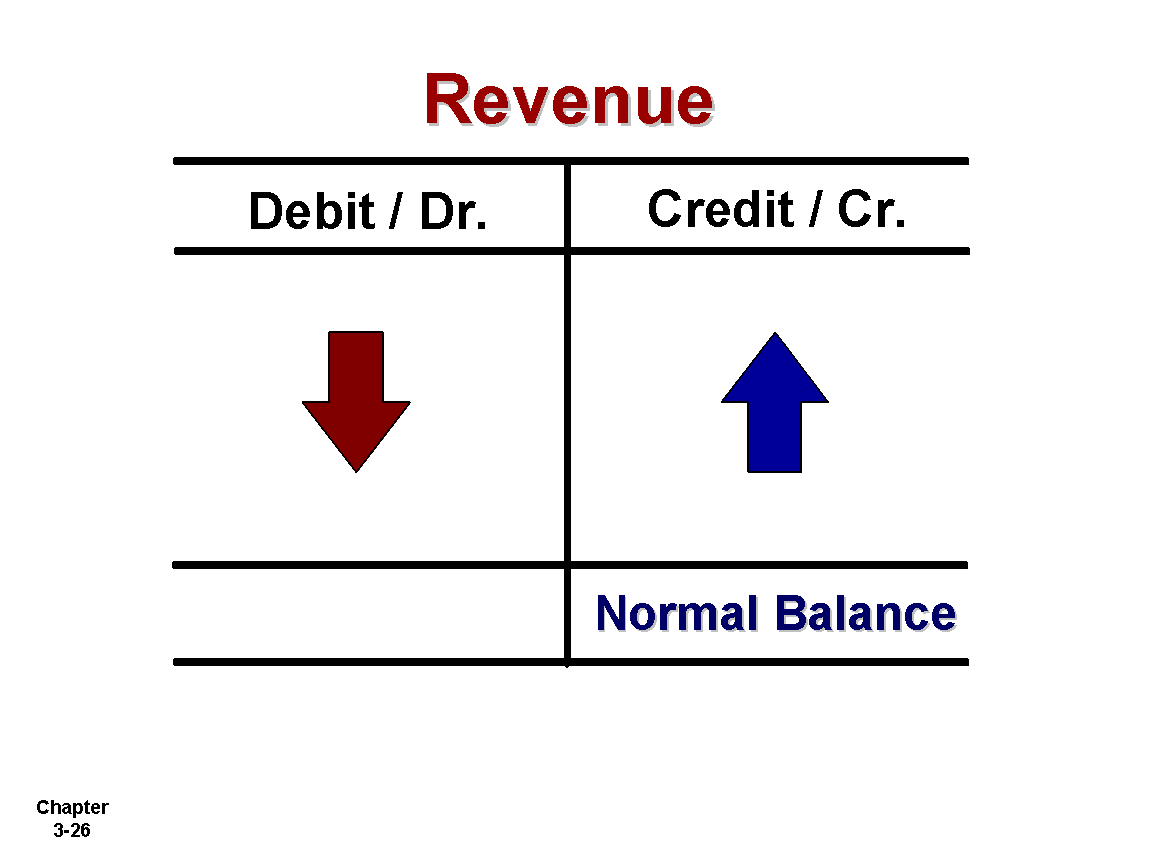 Revenue
Debit / Dr.
Credit / Cr.
Normal Balance
Chapter
3-26